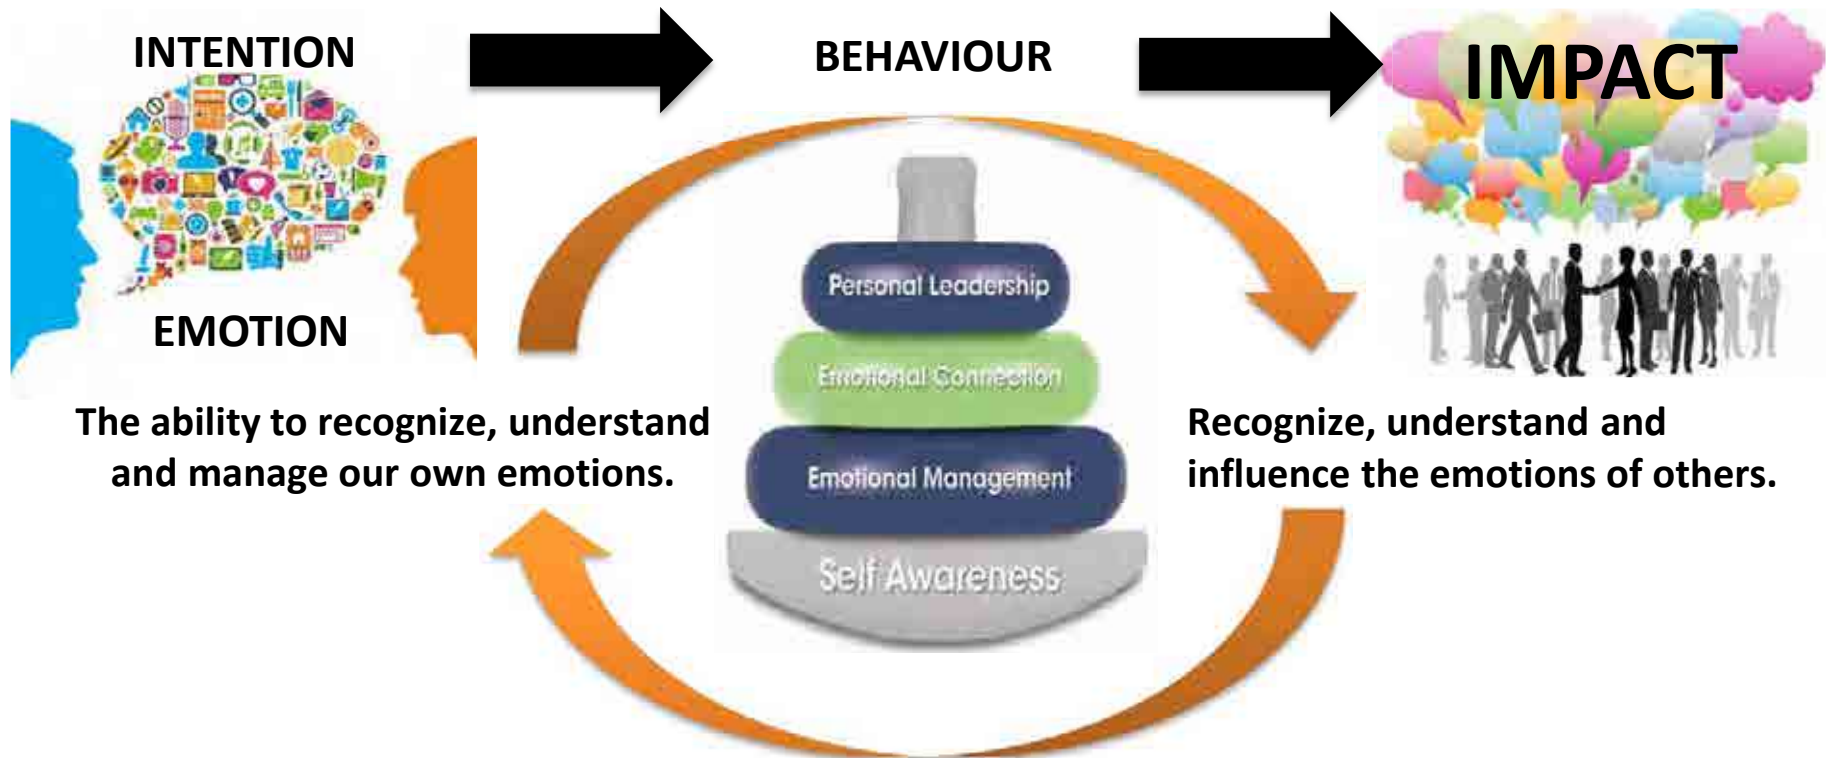 INTENTION
BEHAVIOUR
IMPACT
EMOTION
The ability to recognize, understand
and manage our own emotions.
Personal Leadership
Emotional Connection
Emotional Management
Self Awareness
Recognize, understand and
influence the emotions of others.